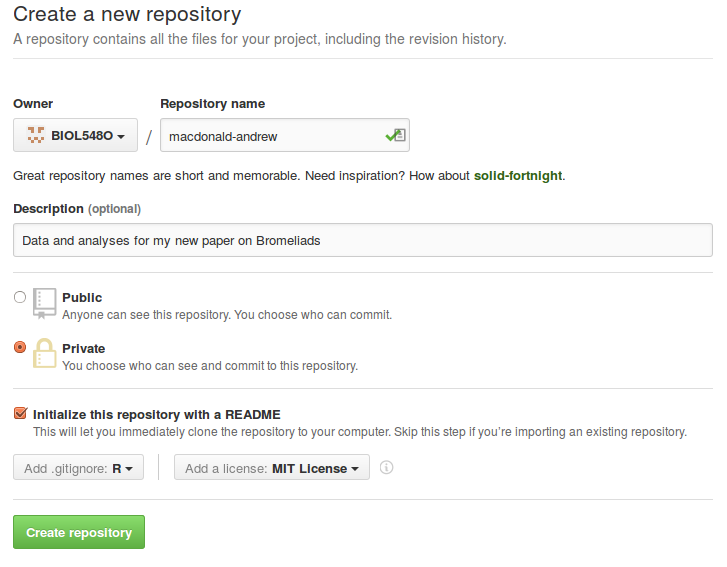 Create a new repository
A repository contains all the files for your project, including the revision history.
Owner Repository name
BIOL548O / macdonald-andrew
Great repository names are short and memorable. Need inspiration? How about solid-fortnight.
Description (optional)
Data and analyses for my new paper on Bromeliads
Public
Anyone can see this repository. You choose who can commit.
Private
You choose who can see and commit to this repository.
Initialize this repository with a README
This will let you immediately clone the repository to your computer. Skip this step if you're importing an existing repository.
Add .gitignore: R Add a license: MIT License
Create repository